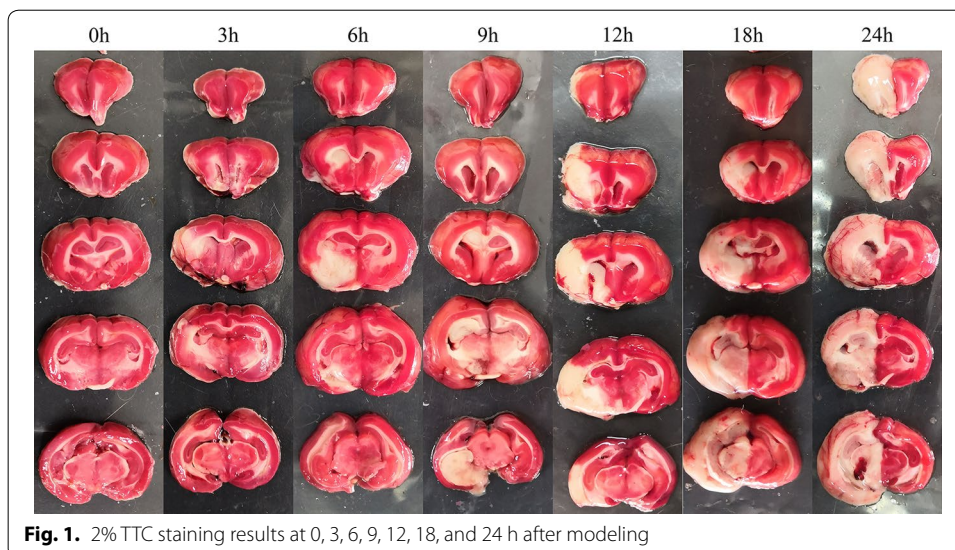 0h 3h 6h 9h 12h 18h 24h
Fig. 1. 2% TTC staining results at 0, 3, 6, 9, 12, 18, and 24 h after modeling